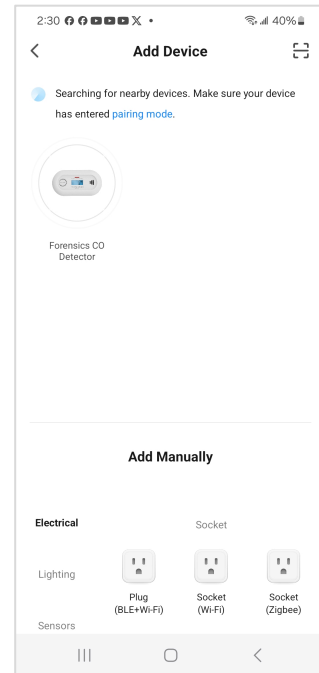 2:30 40%
Add Device
Searching for nearby devices. Make sure your device
has entered pairing mode.
Forensics CO
Detector
Add Manually
Electrical
Socket
Lighting
Plug
(BLE+Wi-Fi)
Socket
(Wi-Fi)
Socket
(Zigbee)
Sensors